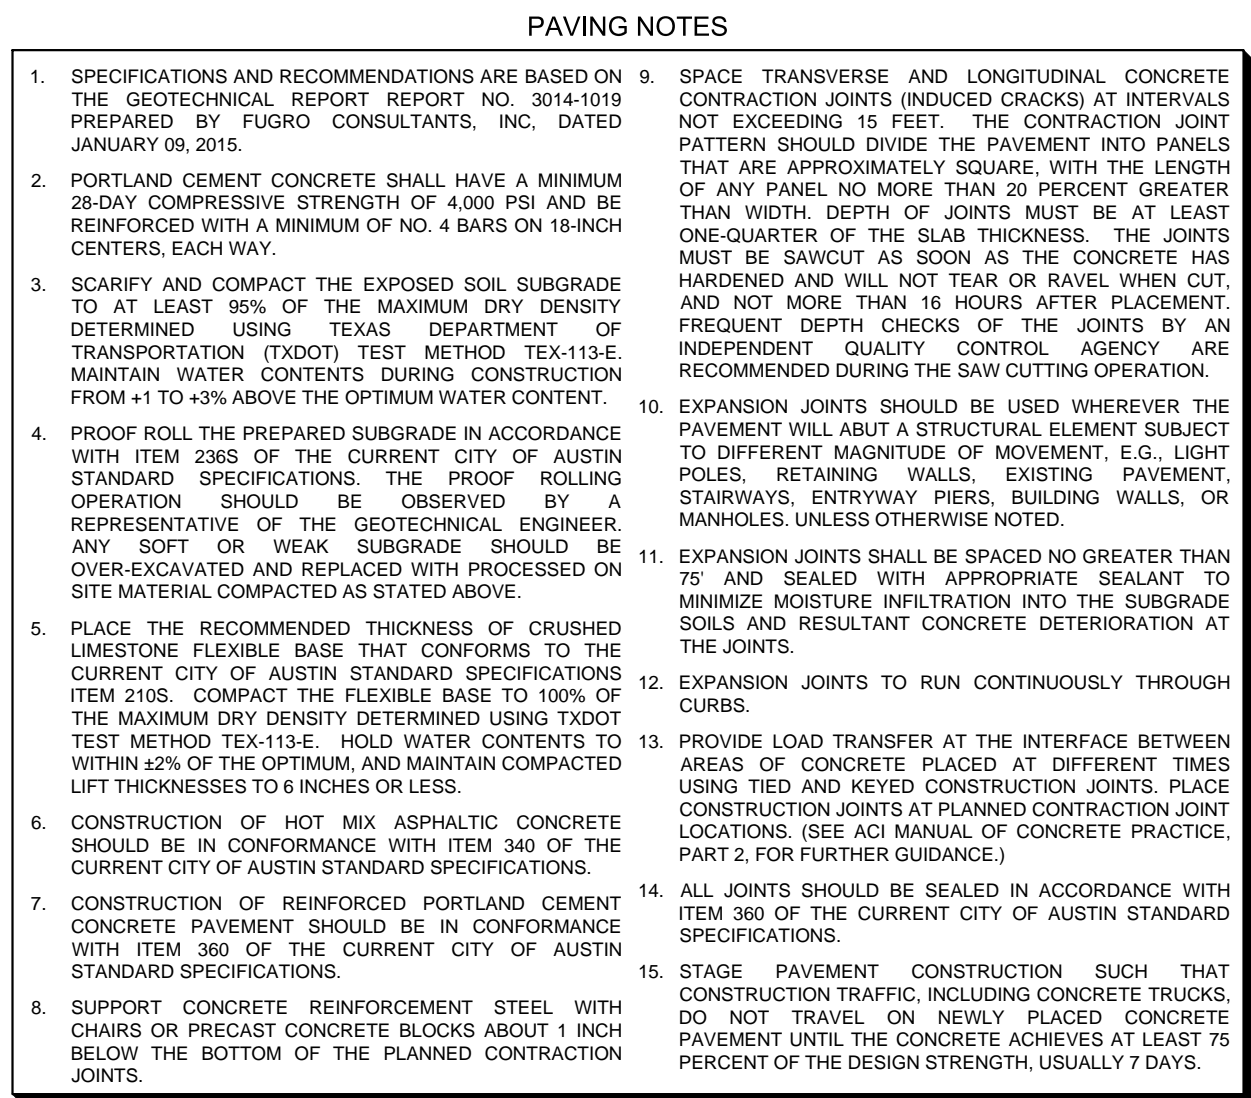 PAVING NOTES
1. SPECIFICATIONS AND RECOMMENDATIONS ARE BASED ON
THE GEOTECHNICAL REPORT REPORT NO. 3014-1019
PREPARED BY FUGRO CONSULTANTS, INC, DATED
JANUARY 09, 2015.
2. PORTLAND CEMENT CONCRETE SHALL HAVE A MINIMUM
28-DAY COMPRESSIVE STRENGTH OF 4,000 PSI AND BE
REINFORCED WITH A MINIMUM OF NO. 4 BARS ON 18-INCH
CENTERS, EACH WAY.
3. SCARIFY AND COMPACT THE EXPOSED SOIL SUBGRADE
TO AT LEAST 95% OF THE MAXIMUM DRY DENSITY
DETERMINED USING TEXAS DEPARTMENT OF
TRANSPORTATION (TXDOT) TEST METHOD TEX-113-E.
MAINTAIN WATER CONTENTS DURING CONSTRUCTION
FROM +1 TO +3% ABOVE THE OPTIMUM WATER CONTENT.
4. PROOF ROLL THE PREPARED SUBGRADE IN ACCORDANCE
WITH ITEM 236S OF THE CURRENT CITY OF AUSTIN
STANDARD SPECIFICATIONS. THE PROOF ROLLING
OPERATION SHOULD BE OBSERVED BY A
REPRESENTATIVE OF THE GEOTECHNICAL ENGINEER.
ANY SOFT OR WEAK SUBGRADE SHOULD BE
OVER-EXCAVATED AND REPLACED WITH PROCESSED ON
SITE MATERIAL COMPACTED AS STATED ABOVE.
5. PLACE THE RECOMMENDED THICKNESS OF CRUSHED
LIMESTONE FLEXIBLE BASE THAT CONFORMS TO THE
CURRENT CITY OF AUSTIN STANDARD SPECIFICATIONS
ITEM 210S. COMPACT THE FLEXIBLE BASE TO 100% OF
THE MAXIMUM DRY DENSITY DETERMINED USING TXDOT
TEST METHOD TEX-113-E. HOLD WATER CONTENTS TO
WITHIN ±2% OF THE OPTIMUM, AND MAINTAIN COMPACTED
LIFT THICKNESSES TO 6 INCHES OR LESS.
6. CONSTRUCTION OF HOT MIX ASPHALTIC CONCRETE
SHOULD BE IN CONFORMANCE WITH ITEM 340 OF THE
CURRENT CITY OF AUSTIN STANDARD SPECIFICATIONS.
7. CONSTRUCTION OF REINFORCED PORTLAND CEMENT
CONCRETE PAVEMENT SHOULD BE IN CONFORMANCE
WITH ITEM 360 OF THE CURRENT CITY OF AUSTIN
STANDARD SPECIFICATIONS.
8. SUPPORT CONCRETE REINFORCEMENT STEEL WITH
CHAIRS OR PRECAST CONCRETE BLOCKS ABOUT 1 INCH
BELOW THE BOTTOM OF THE PLANNED CONTRACTION
JOINTS.
9. SPACE TRANSVERSE AND LONGITUDINAL CONCRETE
CONTRACTION JOINTS (INDUCED CRACKS) AT INTERVALS
NOT EXCEEDING 15 FEET. THE CONTRACTION JOINT
PATTERN SHOULD DIVIDE THE PAVEMENT INTO PANELS
THAT ARE APPROXIMATELY SQUARE, WITH THE LENGTH
OF ANY PANEL NO MORE THAN 20 PERCENT GREATER
THAN WIDTH. DEPTH OF JOINTS MUST BE AT LEAST
ONE-QUARTER OF THE SLAB THICKNESS. THE JOINTS
MUST BE SAWCUT AS SOON AS THE CONCRETE HAS
HARDENED AND WILL NOT TEAR OR RAVEL WHEN CUT,
AND NOT MORE THAN 16 HOURS AFTER PLACEMENT.
FREQUENT DEPTH CHECKS OF THE JOINTS BY AN
INDEPENDENT QUALITY CONTROL AGENCY ARE
RECOMMENDED DURING THE SAW CUTTING OPERATION.
10. EXPANSION JOINTS SHOULD BE USED WHEREVER THE
PAVEMENT WILL ABUT A STRUCTURAL ELEMENT SUBJECT
TO DIFFERENT MAGNITUDE OF MOVEMENT, E.G., LIGHT
POLES, RETAINING WALLS, EXISTING PAVEMENT,
STAIRWAYS, ENTRYWAY PIERS, BUILDING WALLS, OR
MANHOLES. UNLESS OTHERWISE NOTED.
11. EXPANSION JOINTS SHALL BE SPACED NO GREATER THAN
75' AND SEALED WITH APPROPRIATE SEALANT TO
MINIMIZE MOISTURE INFILTRATION INTO THE SUBGRADE
SOILS AND RESULTANT CONCRETE DETERIORATION AT
THE JOINTS.
12. EXPANSION JOINTS TO RUN CONTINUOUSLY THROUGH
CURBS.
13. PROVIDE LOAD TRANSFER AT THE INTERFACE BETWEEN
AREAS OF CONCRETE PLACED AT DIFFERENT TIMES
USING TIED AND KEYED CONSTRUCTION JOINTS. PLACE
CONSTRUCTION JOINTS AT PLANNED CONTRACTION JOINT
LOCATIONS. (SEE ACI MANUAL OF CONCRETE PRACTICE,
PART 2, FOR FURTHER GUIDANCE.)
14. ALL JOINTS SHOULD BE SEALED IN ACCORDANCE WITH
ITEM 360 OF THE CURRENT CITY OF AUSTIN STANDARD
SPECIFICATIONS.
15. STAGE PAVEMENT CONSTRUCTION SUCH THAT
CONSTRUCTION TRAFFIC, INCLUDING CONCRETE TRUCKS,
DO NOT TRAVEL ON NEWLY PLACED CONCRETE
PAVEMENT UNTIL THE CONCRETE ACHIEVES AT LEAST 75
PERCENT OF THE DESIGN STRENGTH, USUALLY 7 DAYS.